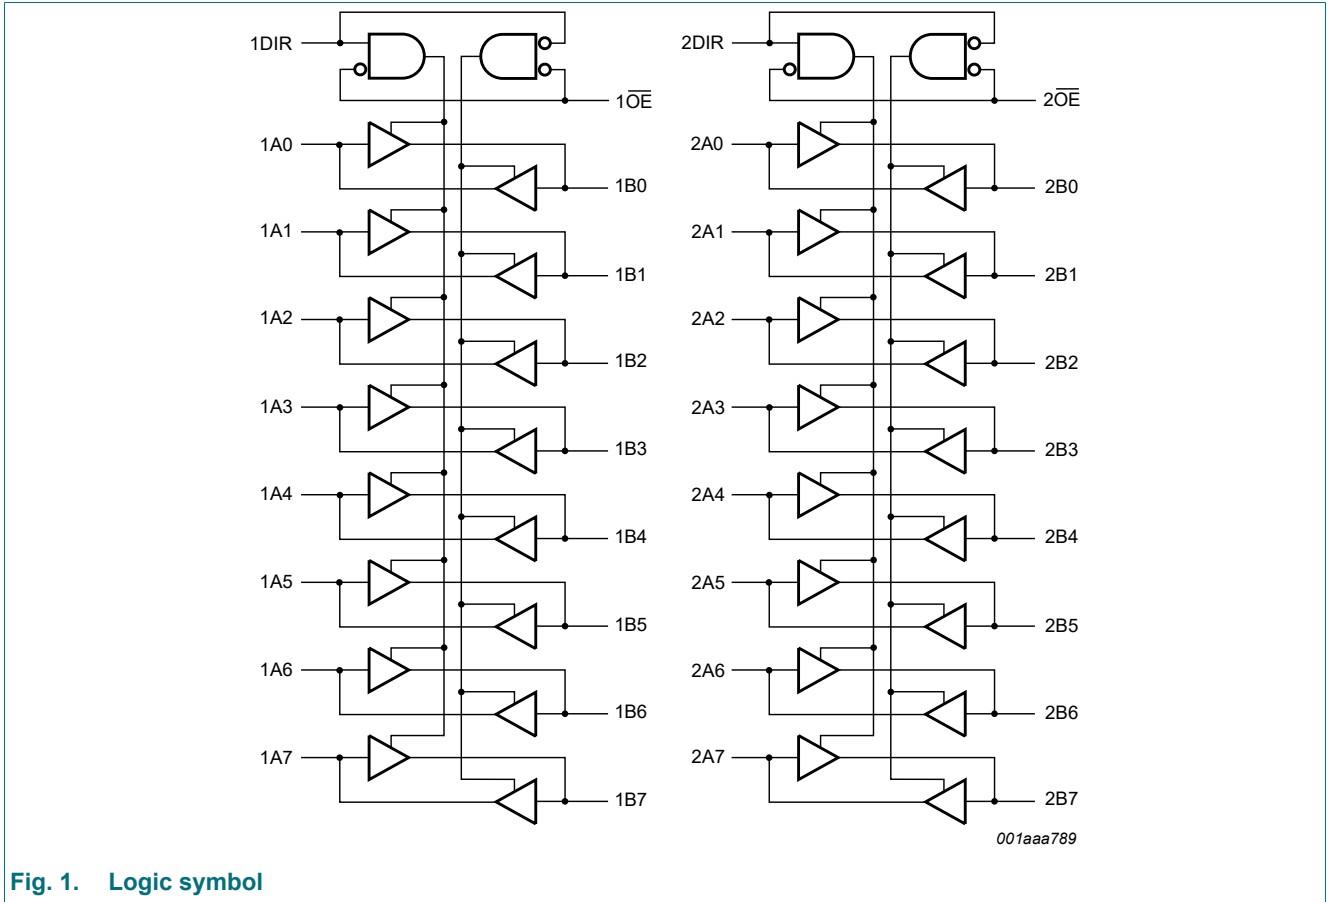 1DIR 2DIR
1O̅E̅ 2O̅E̅
1A0 2A0
1B0 2B0
1A1 2A1
1B1 2B1
1A2 2A2
1B2 2B2
1A3 2A3
1B3 2B3
1A4 2A4
1B4 2B4
1A5 2A5
1B5 2B5
1A6 2A6
1B6 2B6
1A7 2A7
1B7 2B7
001aaa789
Fig. 1. Logic symbol